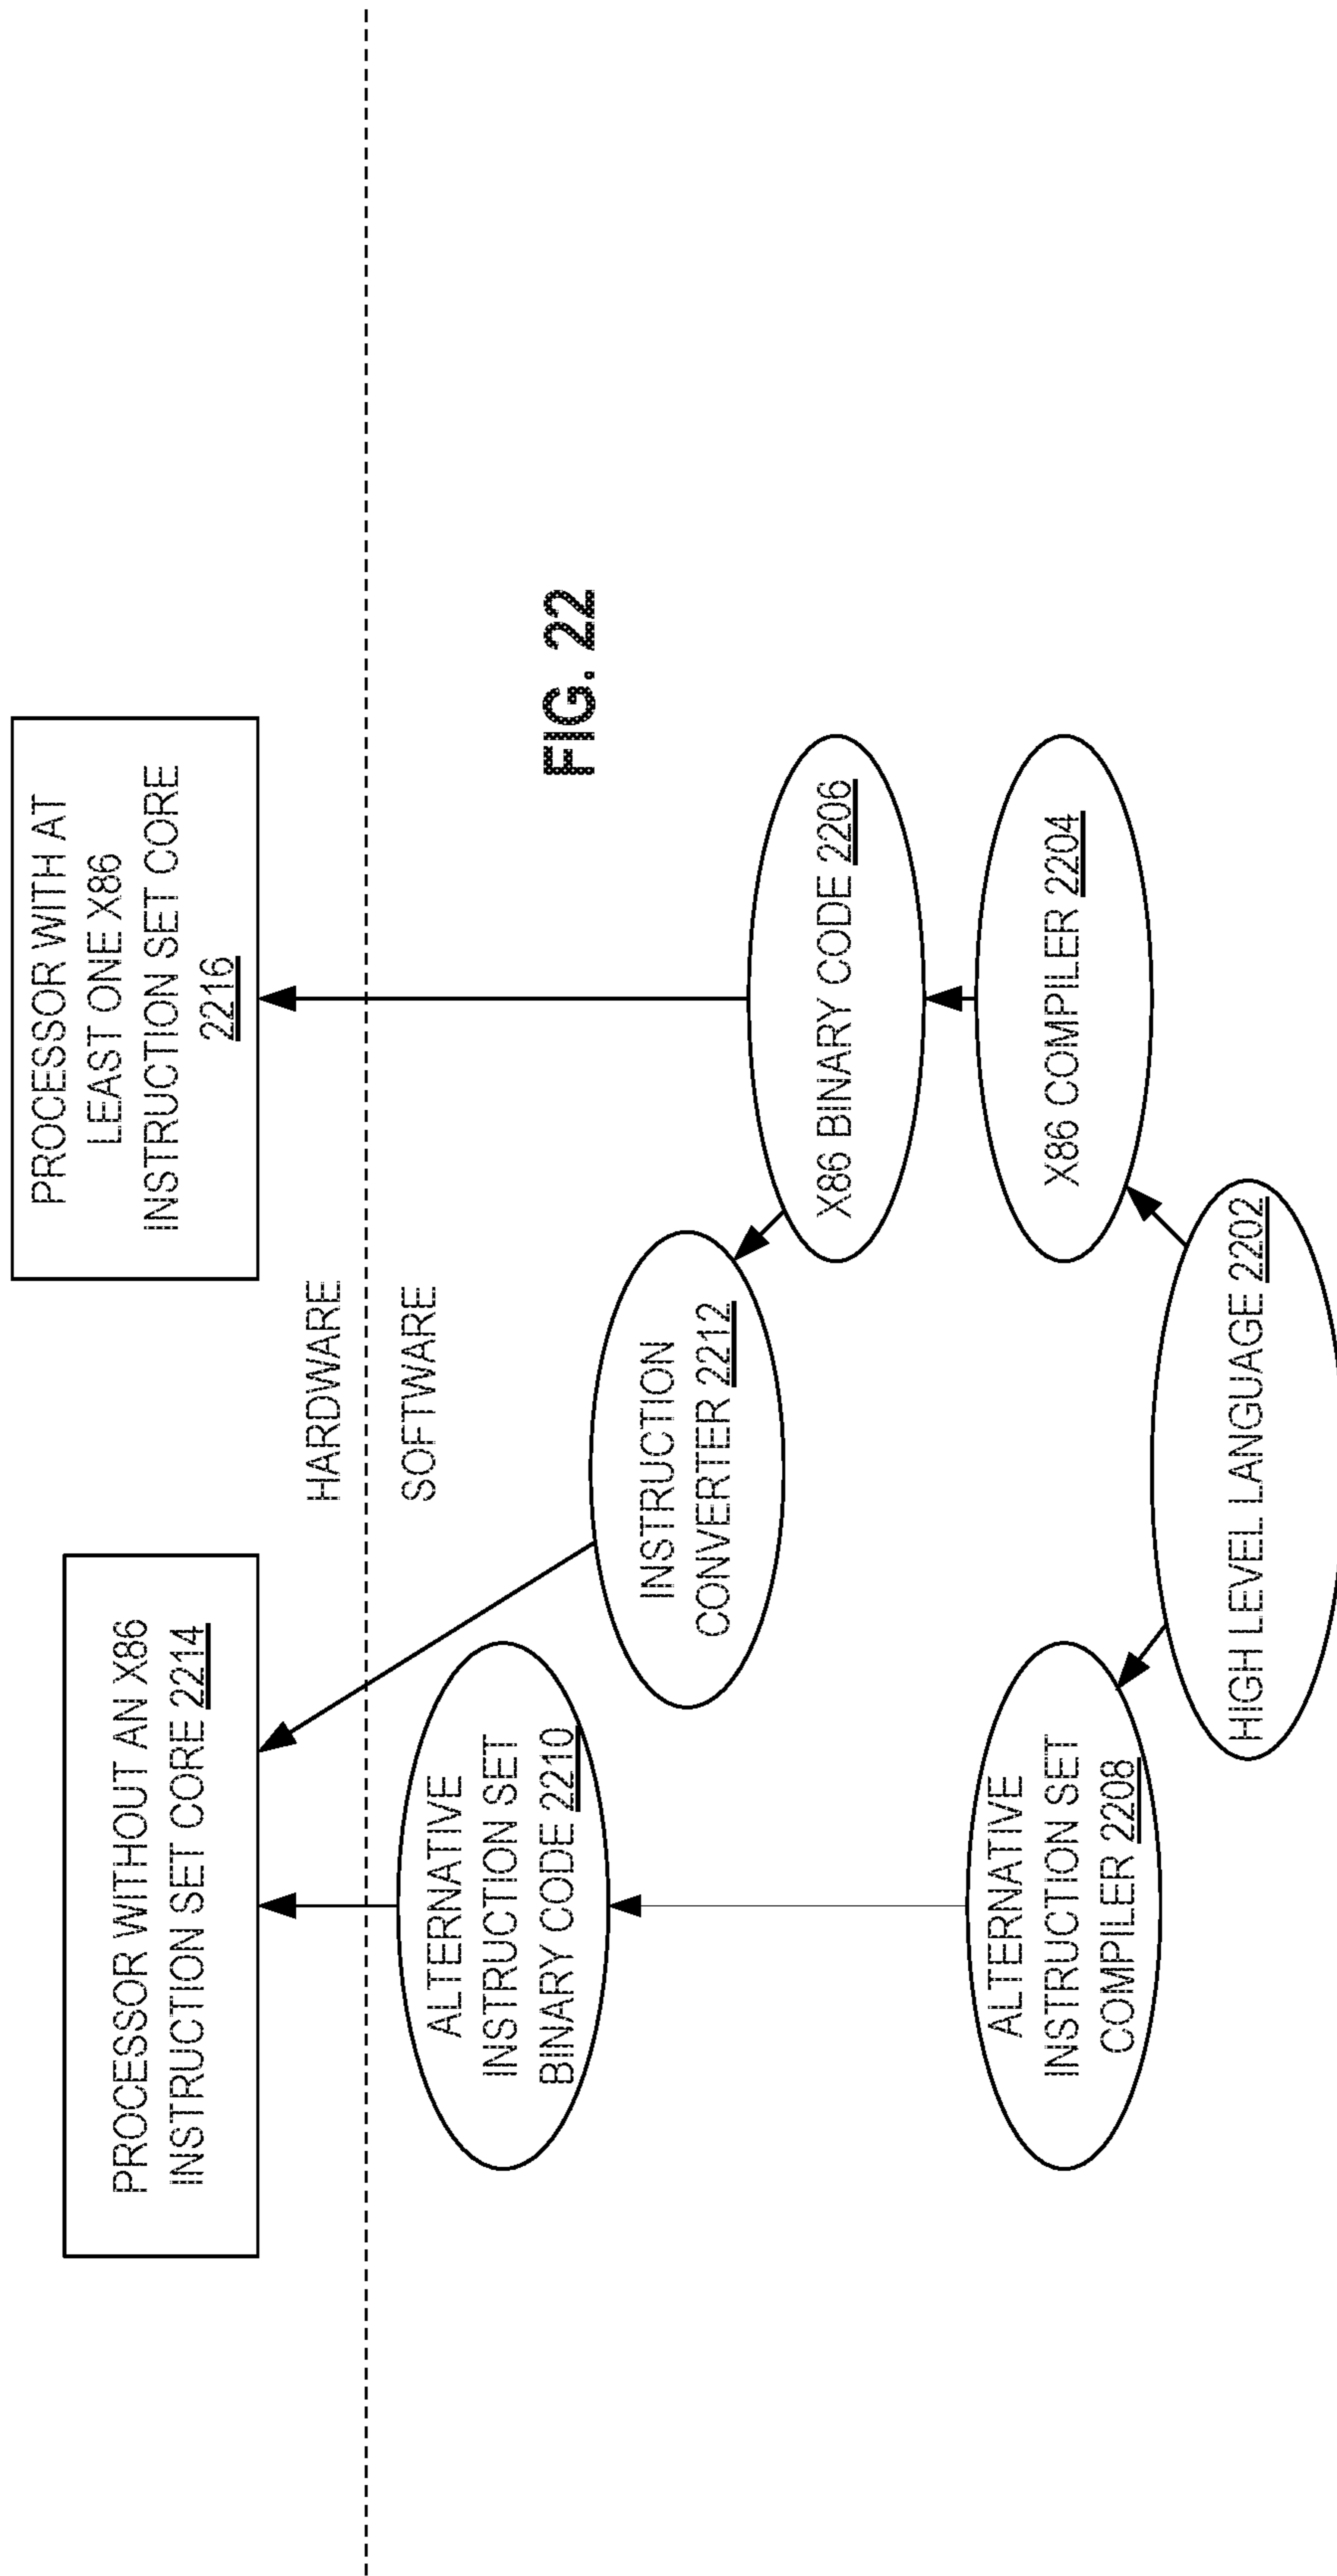 PROCESSOR WITHOUT AN X86
INSTRUCTION SET CORE 2214
PROCESSOR WITH AT
LEAST ONE X86
INSTRUCTION SET CORE
2216
HARDWARE
SOFTWARE
ALTERNATIVE
INSTRUCTION SET
BINARY CODE 2210
INSTRUCTION
CONVERTER 2212
FIG. 22
X86 BINARY CODE 2206
ALTERNATIVE
INSTRUCTION SET
COMPILER 2208
X86 COMPILER 2204
HIGH LEVEL LANGUAGE 2202